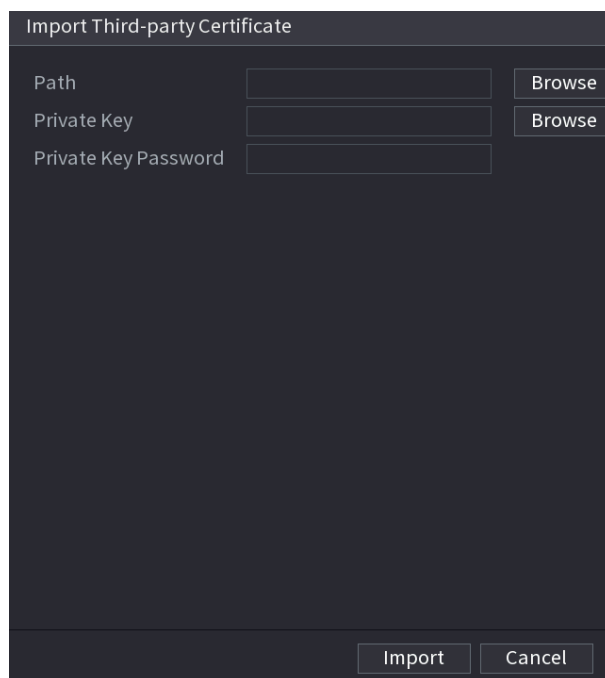 Import Third-party Certificate
Path Browse
Private Key Browse
Private Key Password
Import Cancel